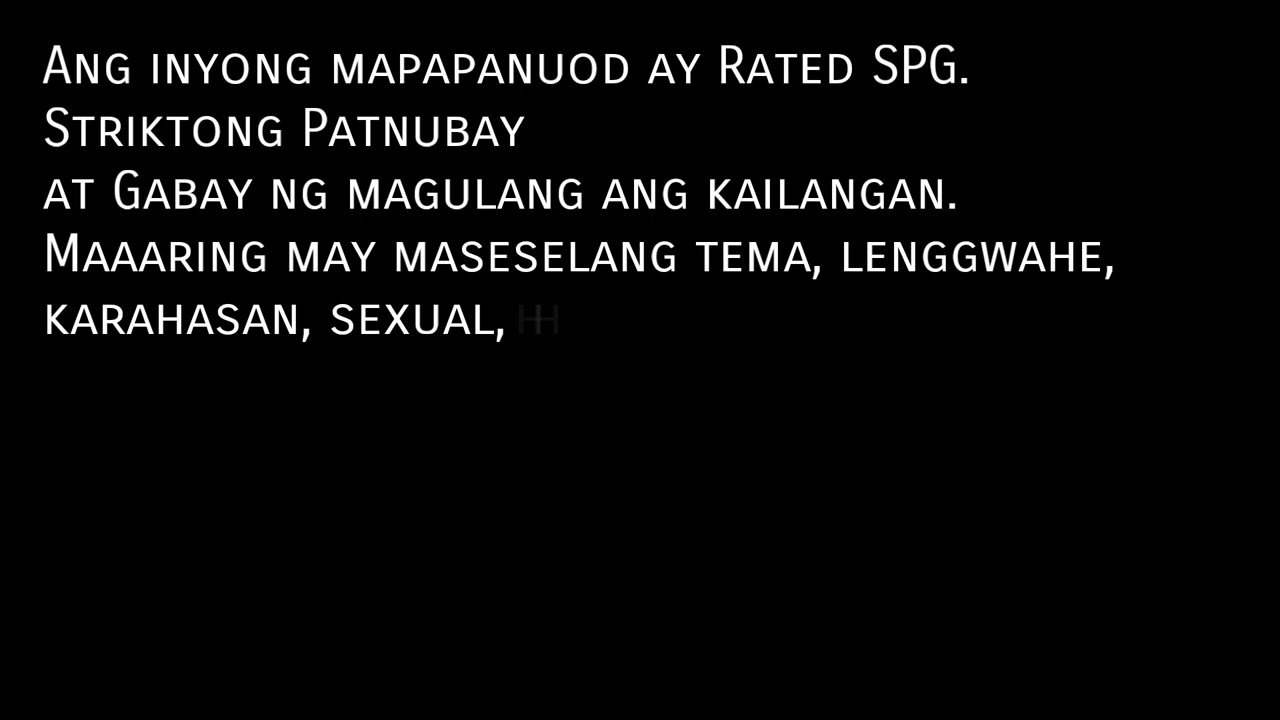 Ang inyong mapapanuod ay Rated SPG.
Striktong Patnubay
at Gabay ng magulang ang kailangan.
Maaaring may maseselang tema, lenggwahe,
karahasan, sexual,